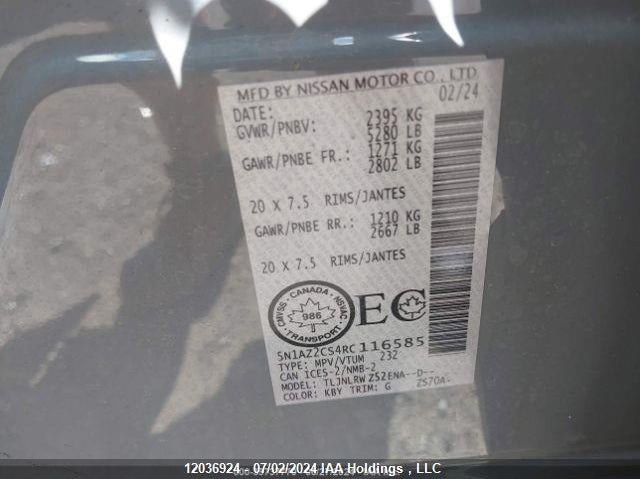 MFD BY NISSAN MOTOR CO., LTD
DATE: 02/24
GVWR/PNBV: 2395 KG
5280 LB
GAWR/PNBE FR.: 1271 KG
2802 LB
20 X 7.5 RIMS/JANTES
GAWR/PNBE RR.: 1210 KG
2667 LB
20 X 7.5 RIMS/JANTES
CANADA
CMVSS NSVAC
986
TRANSPORT
EC
5N1AZ2CS4RC116585
TYPE: MPV/VTUM 232
CAN ICES-2/NMB-2
MODEL: TLJNLRW Z52ENA--D--
COLOR: KBY TRIM: G ZS70A-
12036924 - 07/02/2024 IAA Holdings , LLC